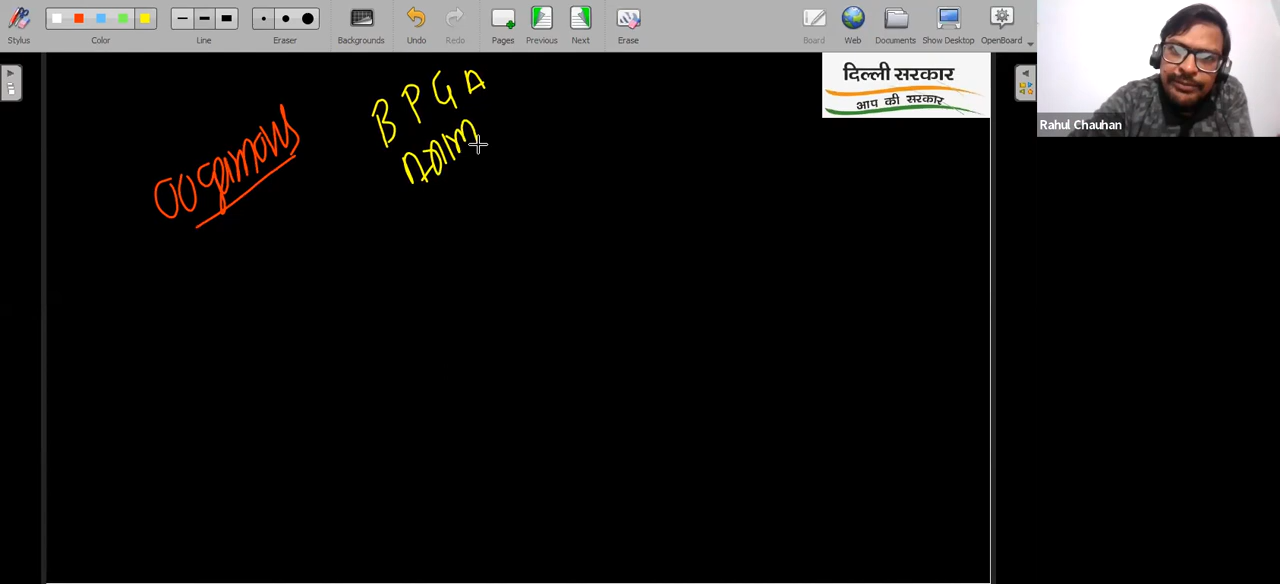 Stylus
Color
Line
Eraser
Backgrounds
Undo
Redo
Pages
Previous
Next
Erase
Board
Web
Documents
Show Desktop
OpenBoard
दिल्ली सरकार
आप की सरकार
Rahul Chauhan
oogamous
B P G A